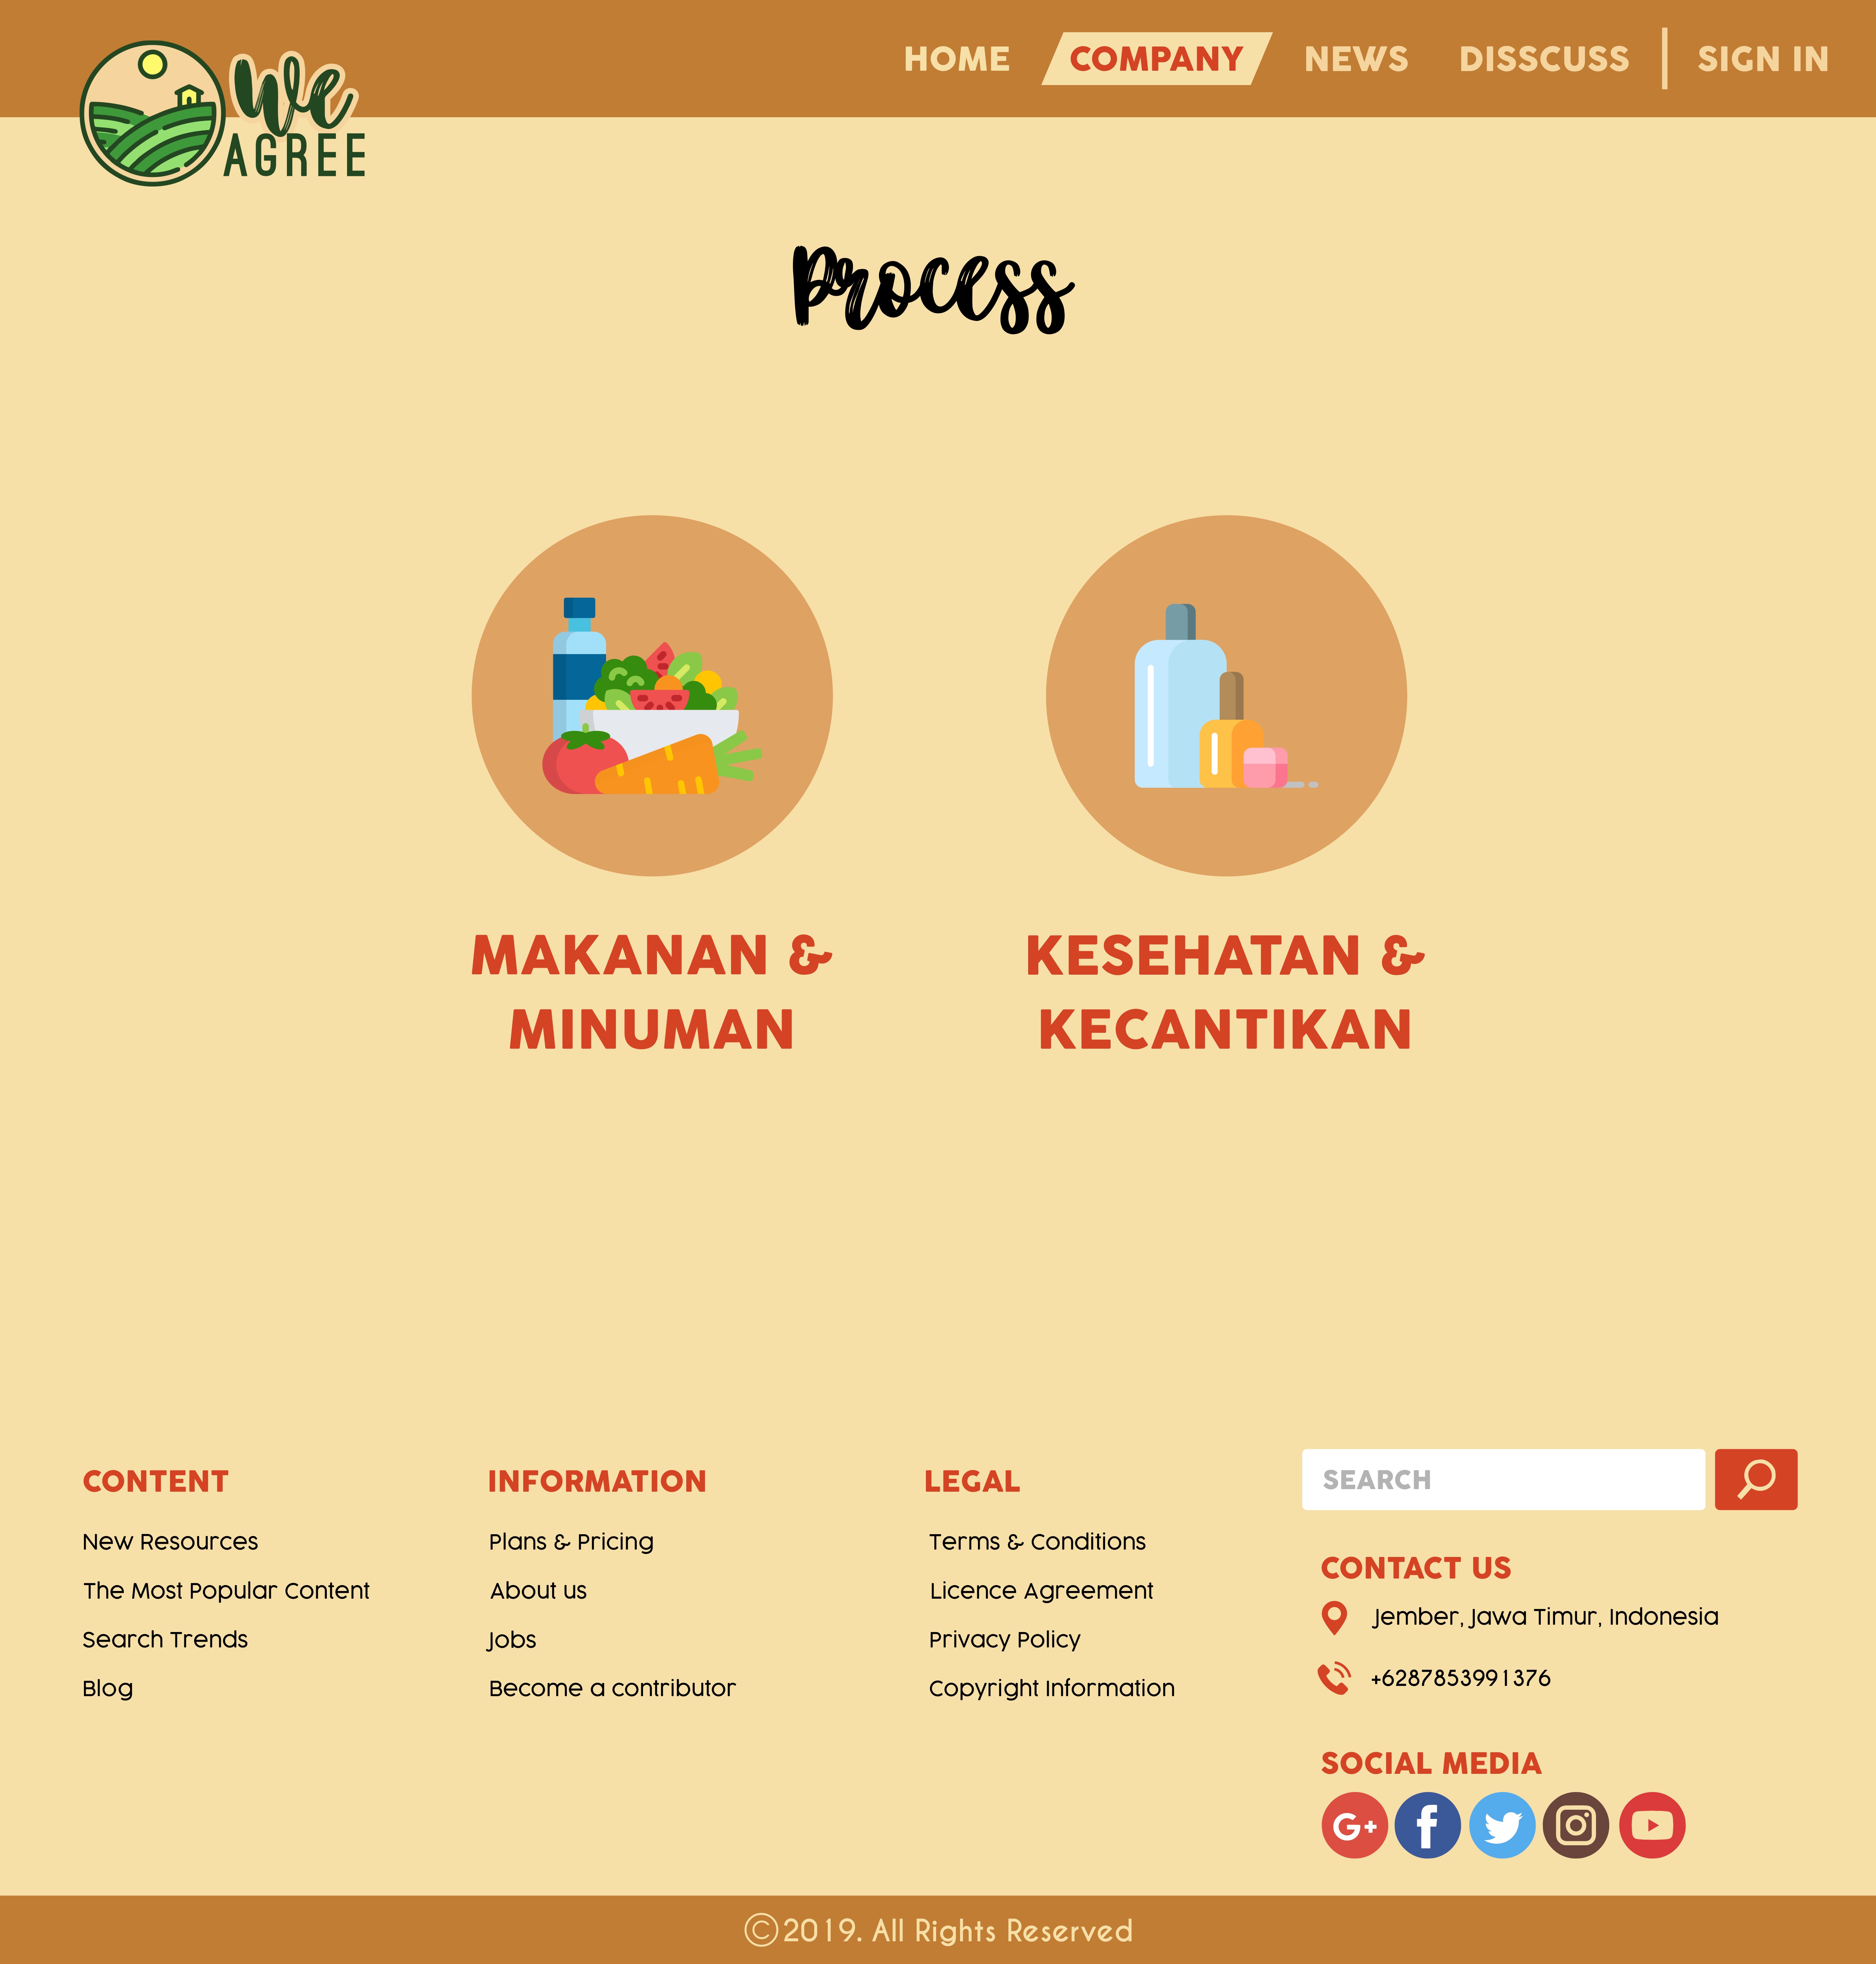 We
AGREE
HOME COMPANY NEWS DISSCUSS SIGN IN
Process
MAKANAN &
MINUMAN
KESEHATAN &
KECANTIKAN
CONTENT
New Resources
The Most Popular Content
Search Trends
Blog
INFORMATION
Plans & Pricing
About us
Jobs
Become a contributor
LEGAL
Terms & Conditions
Licence Agreement
Privacy Policy
Copyright Information
SEARCH
CONTACT US
Jember, Jawa Timur, Indonesia
+6287853991376
SOCIAL MEDIA
G+ f
©2019. All Rights Reserved